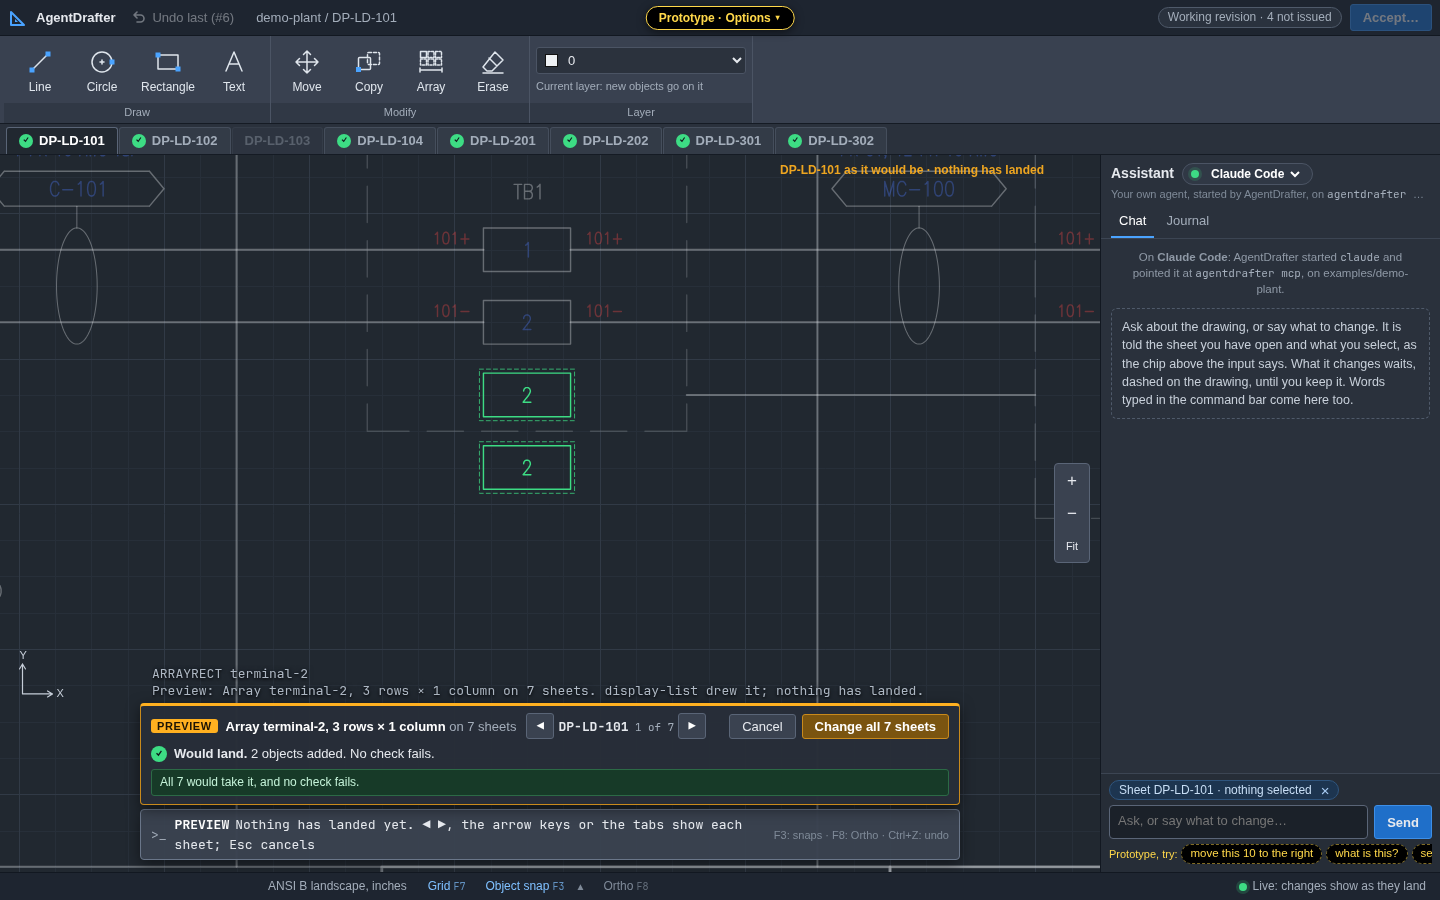 AgentDrafter
Undo last (#6)
demo-plant / DP-LD-101
Prototype · Options ▾
Working revision · 4 not issued
Accept…
Line
Circle
Rectangle
Text
Move
Copy
Array
Erase
0
Current layer: new objects go on it
Draw
Modify
Layer
DP-LD-101
DP-LD-102
DP-LD-103
DP-LD-104
DP-LD-201
DP-LD-202
DP-LD-301
DP-LD-302
DP-LD-101 as it would be · nothing has landed
C-101
TB1
MC-100
101+
1
101+
101+
101-
2
101-
101-
2
2
+
−
Fit
Y
X
ARRAYRECT terminal-2
Preview: Array terminal-2, 3 rows × 1 column on 7 sheets. display-list drew it; nothing has landed.
PREVIEW
Array terminal-2, 3 rows × 1 column on 7 sheets
◄
DP-LD-101 1 of 7
►
Cancel
Change all 7 sheets
Would land. 2 objects added. No check fails.
All 7 would take it, and no check fails.
>_
PREVIEW Nothing has landed yet. ◄ ►, the arrow keys or the tabs show each
sheet; Esc cancels
F3: snaps · F8: Ortho · Ctrl+Z: undo
Assistant
Claude Code
Your own agent, started by AgentDrafter, on agentdrafter …
Chat
Journal
On Claude Code: AgentDrafter started claude and
pointed it at agentdrafter mcp, on examples/demo-
plant.
Ask about the drawing, or say what to change. It is
told the sheet you have open and what you select, as
the chip above the input says. What it changes waits,
dashed on the drawing, until you keep it. Words
typed in the command bar come here too.
Sheet DP-LD-101 · nothing selected ×
Ask, or say what to change…
Send
Prototype, try:
move this 10 to the right
what is this?
se
ANSI B landscape, inches
Grid F7
Object snap F3 ▲
Ortho F8
Live: changes show as they land